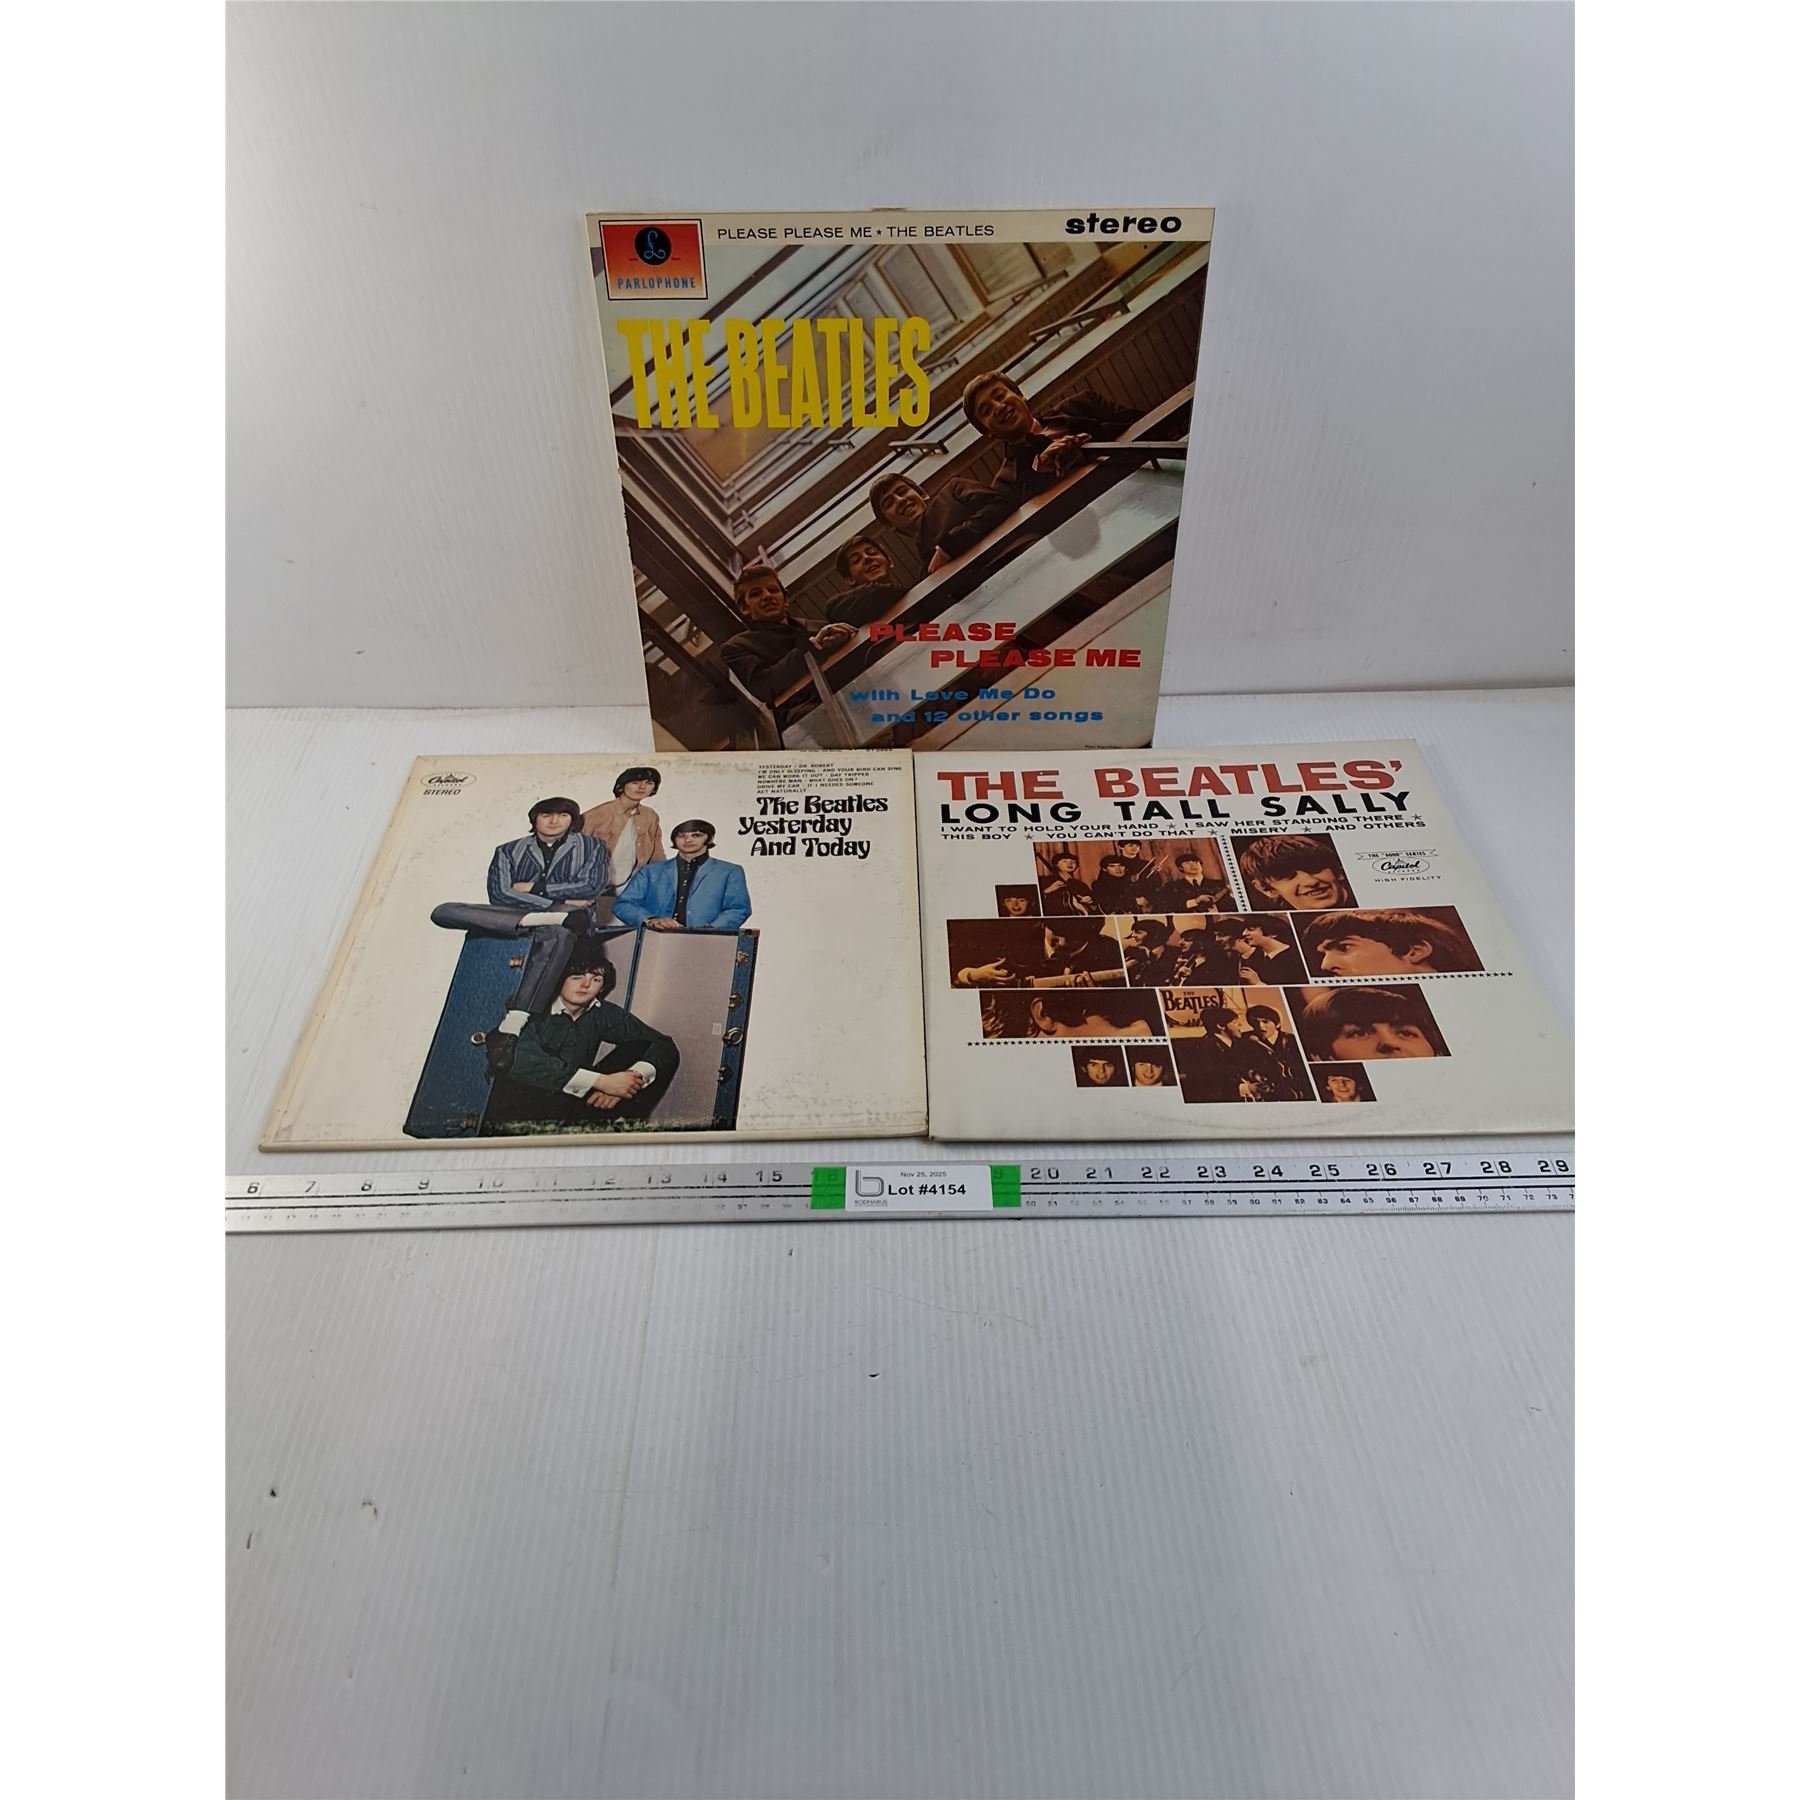 PLEASE PLEASE ME ★ THE BEATLES
stereo
PARLOPHONE
THE BEATLES
PLEASE
PLEASE ME
with Love Me Do
and 12 other songs
Capitol
STEREO
YESTERDAY · DR. ROBERT
I'M ONLY SLEEPING · AND YOUR BIRD CAN SING
WE CAN WORK IT OUT · DAY TRIPPER
NOWHERE MAN · WHAT GOES ON?
DRIVE MY CAR · IF I NEEDED SOMEONE
ACT NATURALLY
The Beatles
Yesterday
And Today
THE BEATLES'
LONG TALL SALLY
I WANT TO HOLD YOUR HAND ★ I SAW HER STANDING THERE ★
THIS BOY ★ YOU CAN'T DO THAT ★ MISERY ★ AND OTHERS
THE "6000" SERIES
Capitol
HIGH FIDELITY
THE
BEATLES
6 7 8 9 10 11 12 13 14 15 16 9 20 21 22 23 24 25 26 27 28 29
Nov 25, 2025
Lot #4154
BODNARUS